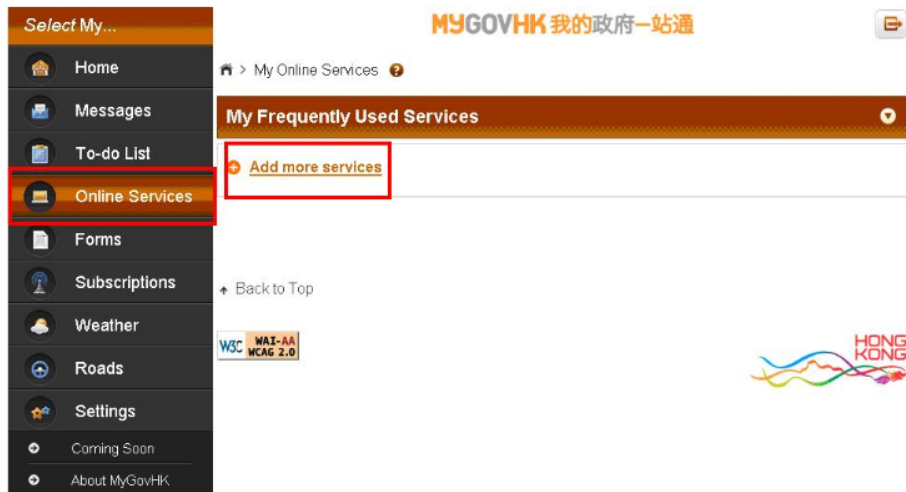 Select My...
MYGOVHK 我的政府一站通
Home
> My Online Services ?
Messages
My Frequently Used Services
To-do List
Add more services
Online Services
Forms
Subscriptions
Back to Top
Weather
W3C WAI-AA
WCAG 2.0
HONG
KONG
Roads
Settings
Coming Soon
About MyGovHK